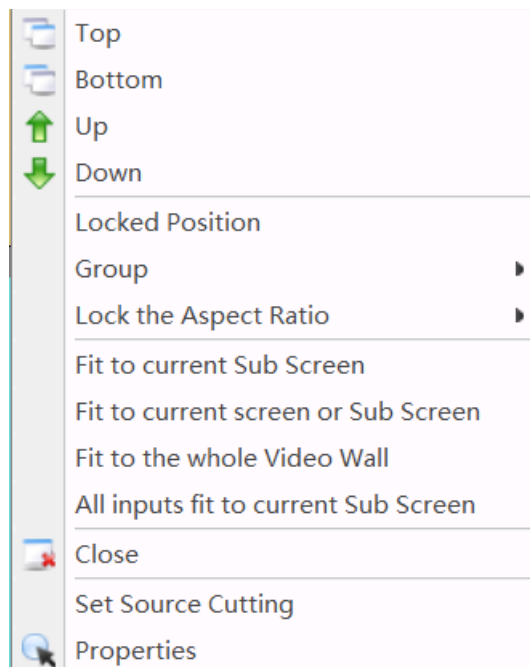 Top
Bottom
Up
Down
Locked Position
Group
Lock the Aspect Ratio
Fit to current Sub Screen
Fit to current screen or Sub Screen
Fit to the whole Video Wall
All inputs fit to current Sub Screen
Close
Set Source Cutting
Properties